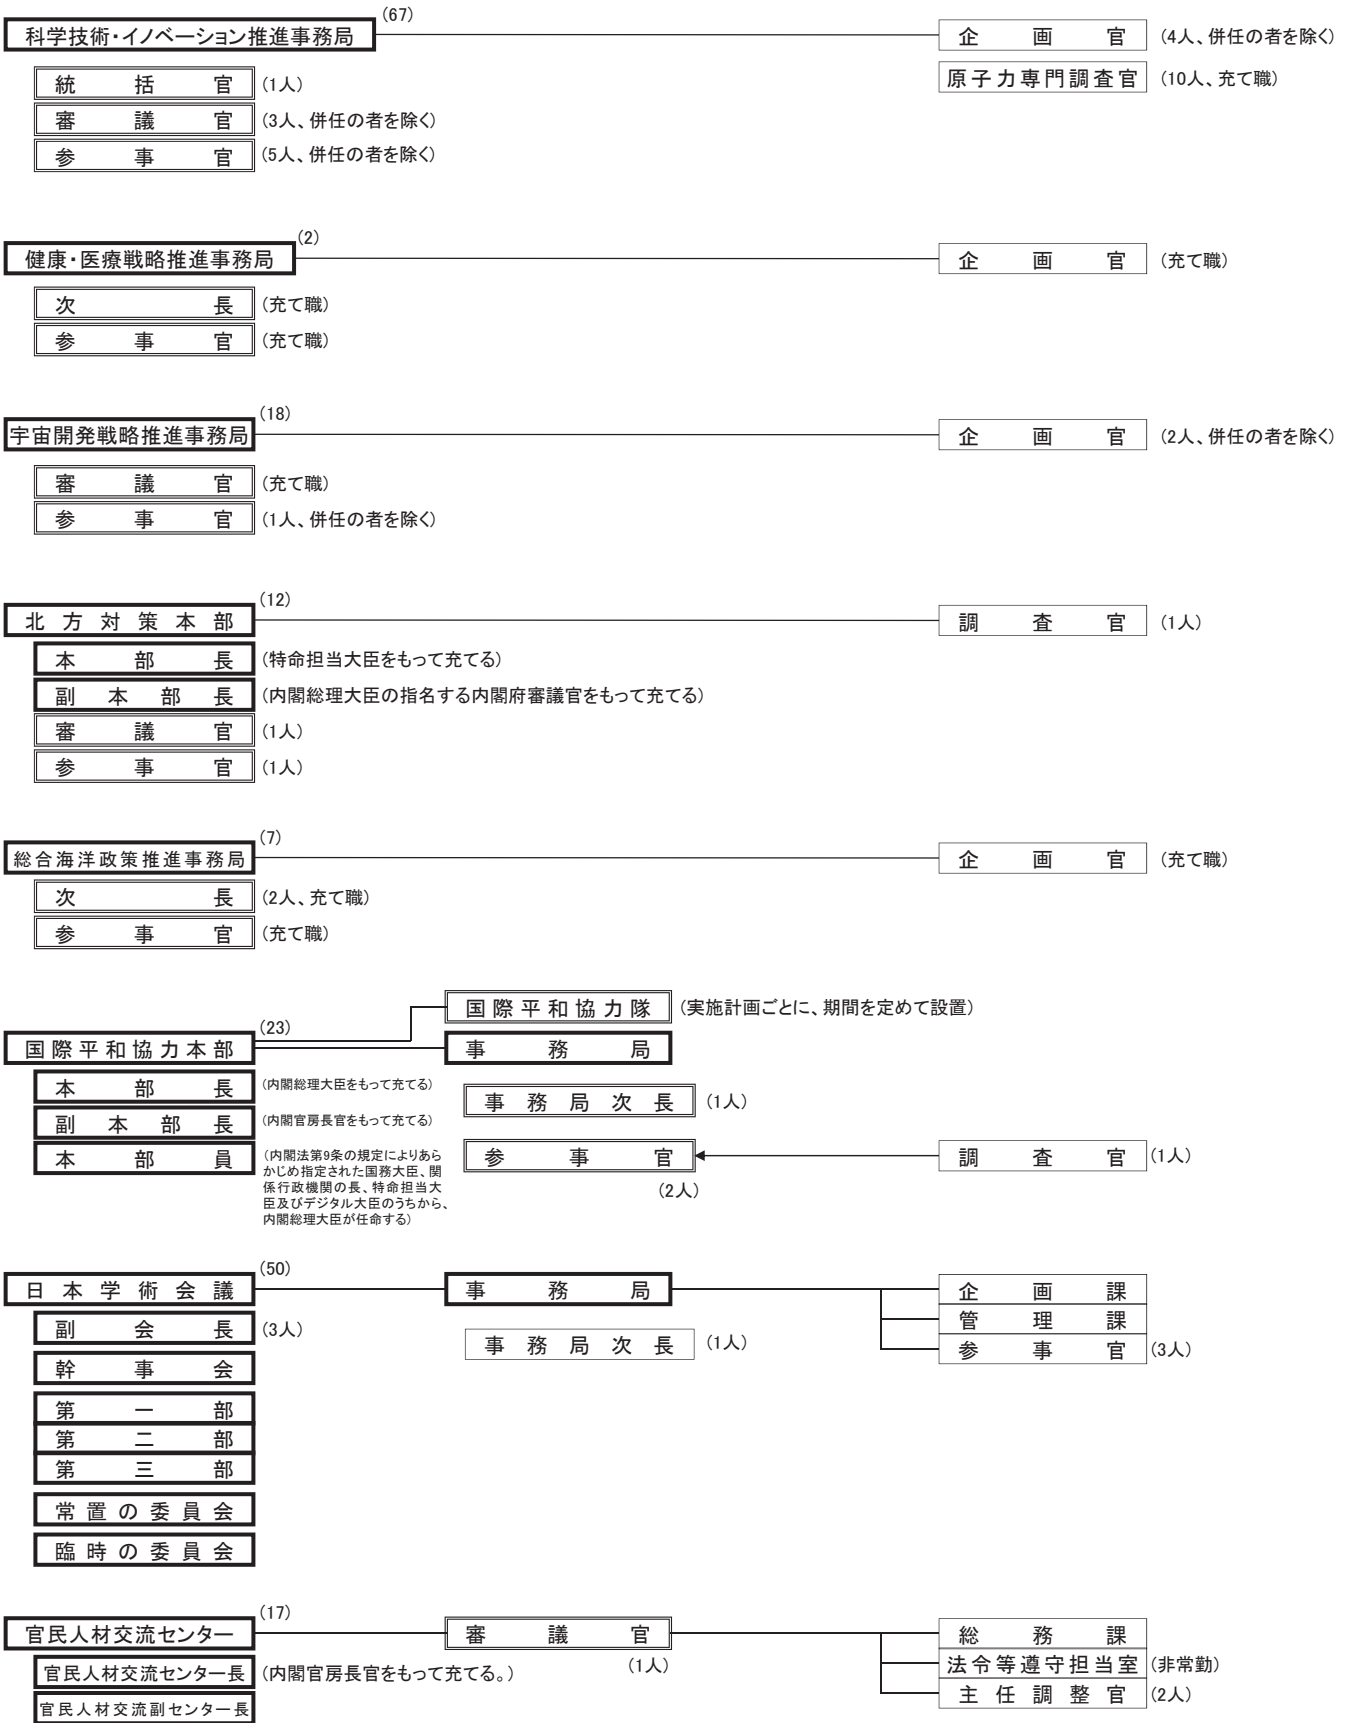 (67)
科学技術・イノベーション推進事務局 企画官 (4人、併任の者を除く)
統括官 (1人) 原子力専門調査官 (10人、充て職)
審議官 (3人、併任の者を除く)
参事官 (5人、併任の者を除く)
(2)
健康・医療戦略推進事務局 企画官 (充て職)
次長 (充て職)
参事官 (充て職)
(18)
宇宙開発戦略推進事務局 企画官 (2人、併任の者を除く)
審議官 (充て職)
参事官 (1人、併任の者を除く)
(12)
北方対策本部 調査官 (1人)
本部長 (特命担当大臣をもって充てる)
副本部長 (内閣総理大臣の指名する内閣府審議官をもって充てる)
審議官 (1人)
参事官 (1人)
(7)
総合海洋政策推進事務局 企画官 (充て職)
次長 (2人、充て職)
参事官 (充て職)
国際平和協力隊 (実施計画ごとに、期間を定めて設置)
(23)
国際平和協力本部 事務局
本部長 (内閣総理大臣をもって充てる)
事務局次長 (1人)
副本部長 (内閣官房長官をもって充てる)
本部員 (内閣法第9条の規定によりあら
かじめ指定された国務大臣、関
係行政機関の長、特命担当大
臣及びデジタル大臣のうちから、
内閣総理大臣が任命する)
参事官 調査官 (1人)
(2人)
(50)
日本学術会議 事務局 企画課
副会長 (3人) 管理課
事務局次長 (1人) 参事官 (3人)
幹事会
第一部
第二部
第三部
常置の委員会
臨時の委員会
(17)
官民人材交流センター 審議官 総務課
(1人)
官民人材交流センター長 (内閣官房長官をもって充てる。) 法令等遵守担当室 (非常勤)
官民人材交流副センター長 主任調整官 (2人)